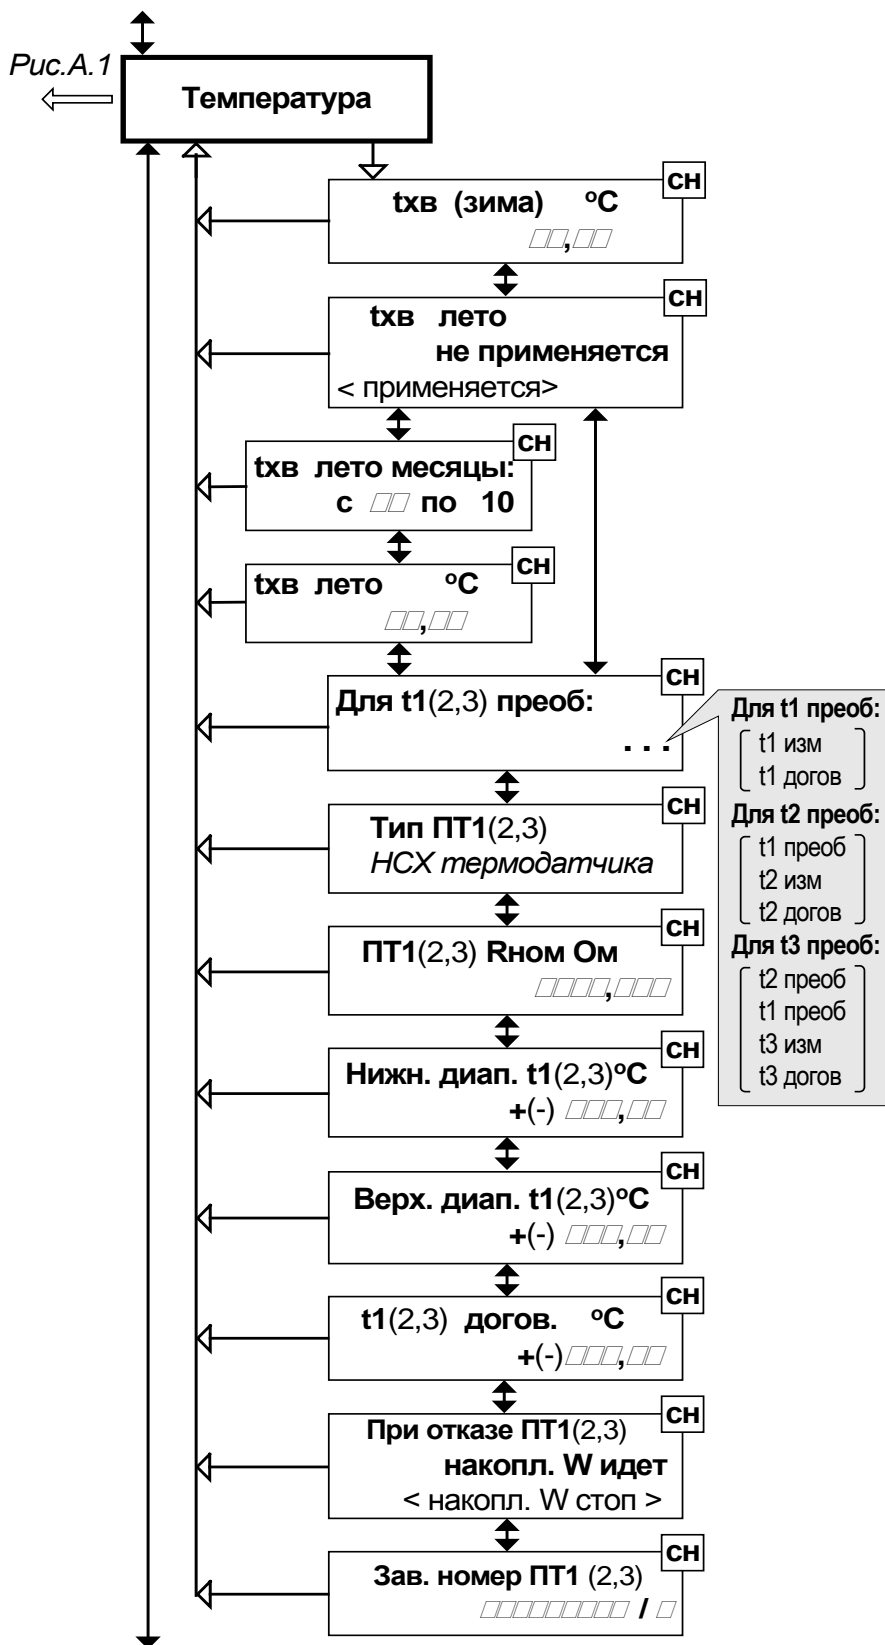 Рис.А.1
Температура
СН
tхв (зима) °С
□□,□□
СН
tхв лето
не применяется
< применяется>
СН
tхв лето месяцы:
с □□ по 10
СН
tхв лето °С
□□,□□
СН
Для t1(2,3) преоб:
. . .
Для t1 преоб:
t1 изм
t1 догов
Для t2 преоб:
t1 преоб
t2 изм
t2 догов
Для t3 преоб:
t2 преоб
t1 преоб
t3 изм
t3 догов
СН
Тип ПТ1(2,3)
НСХ термодатчика
СН
ПТ1(2,3) Rном Ом
□□□□,□□□
СН
Нижн. диап. t1(2,3)°С
+(-) □□□,□□
СН
Верх. диап. t1(2,3)°С
+(-) □□□,□□
СН
t1(2,3) догов. °С
+(-)□□□,□□
СН
При отказе ПТ1(2,3)
накопл. W идет
< накопл. W стоп >
СН
Зав. номер ПТ1 (2,3)
□□□□□□□□□ / □